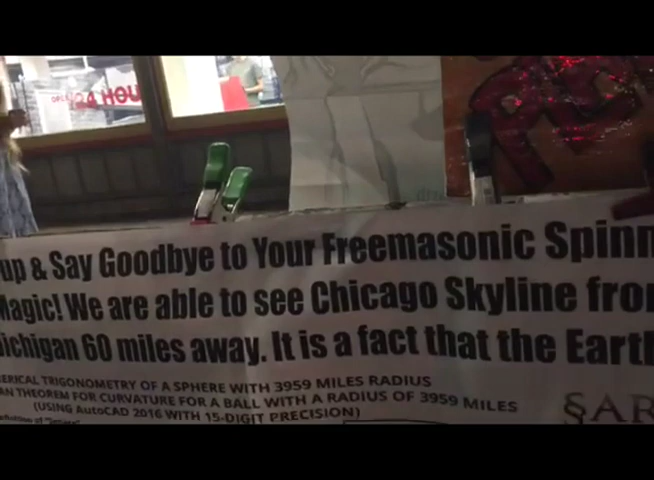 HOU
up & Say Goodbye to Your Freemasonic Spinn
Magic! We are able to see Chicago Skyline from
ichigan 60 miles away. It is a fact that the Earth
ERICAL TRIGONOMETRY OF A SPHERE WITH 3959 MILES RADIUS
AN THEOREM FOR CURVATURE FOR A BALL WITH A RADIUS OF 3959 MILES
(USING AutoCAD 2016 WITH 15-DIGIT PRECISION)
§AR